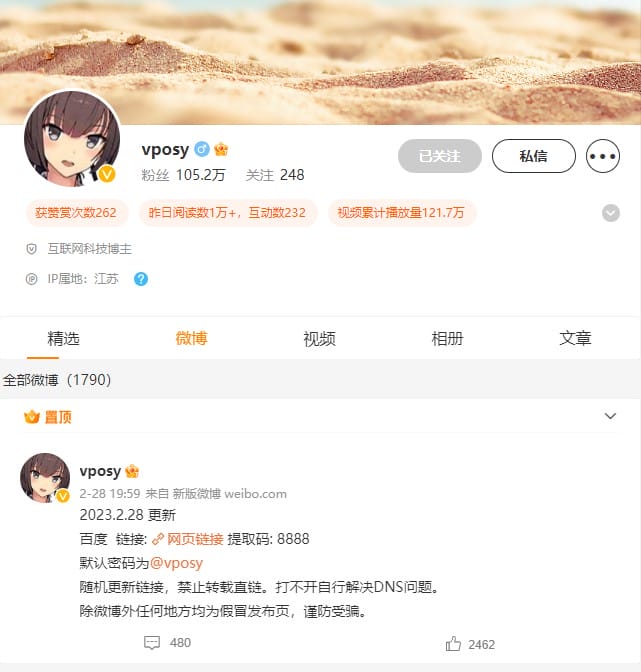 vposy
粉丝 105.2万 关注 248
已关注
私信
获赞赏次数262
昨日阅读数1万+，互动数232
视频累计播放量121.7万
互联网科技博主
IP属地：江苏
精选
微博
视频
相册
文章
全部微博（1790）
置顶
vposy
2-28 19:59 来自 新版微博 weibo.com
2023.2.28 更新
百度 链接: 网页链接 提取码: 8888
默认密码为@vposy
随机更新链接，禁止转载直链。打不开自行解决DNS问题。
除微博外任何地方均为假冒发布页，谨防受骗。
480
2462